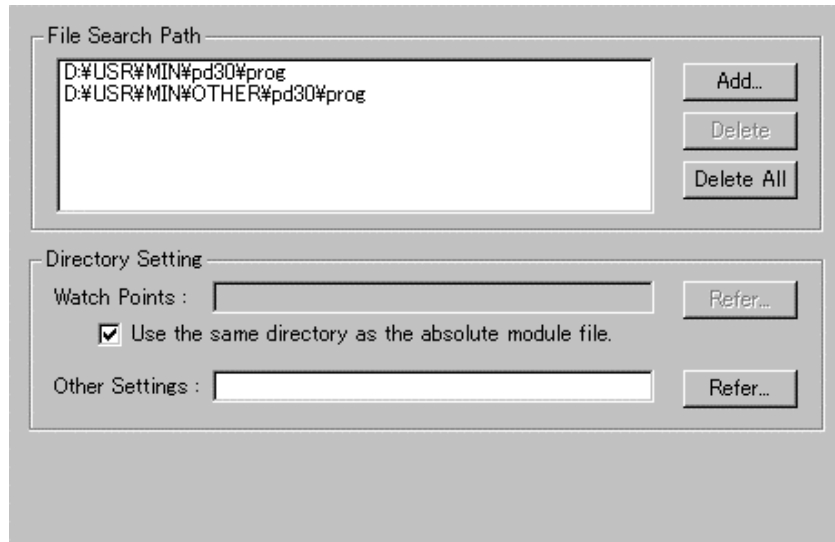 File Search Path
D:¥USR¥MIN¥pd30¥prog
D:¥USR¥MIN¥OTHER¥pd30¥prog
Add...
Delete
Delete All
Directory Setting
Watch Points :
Refer...
Use the same directory as the absolute module file.
Other Settings :
Refer...